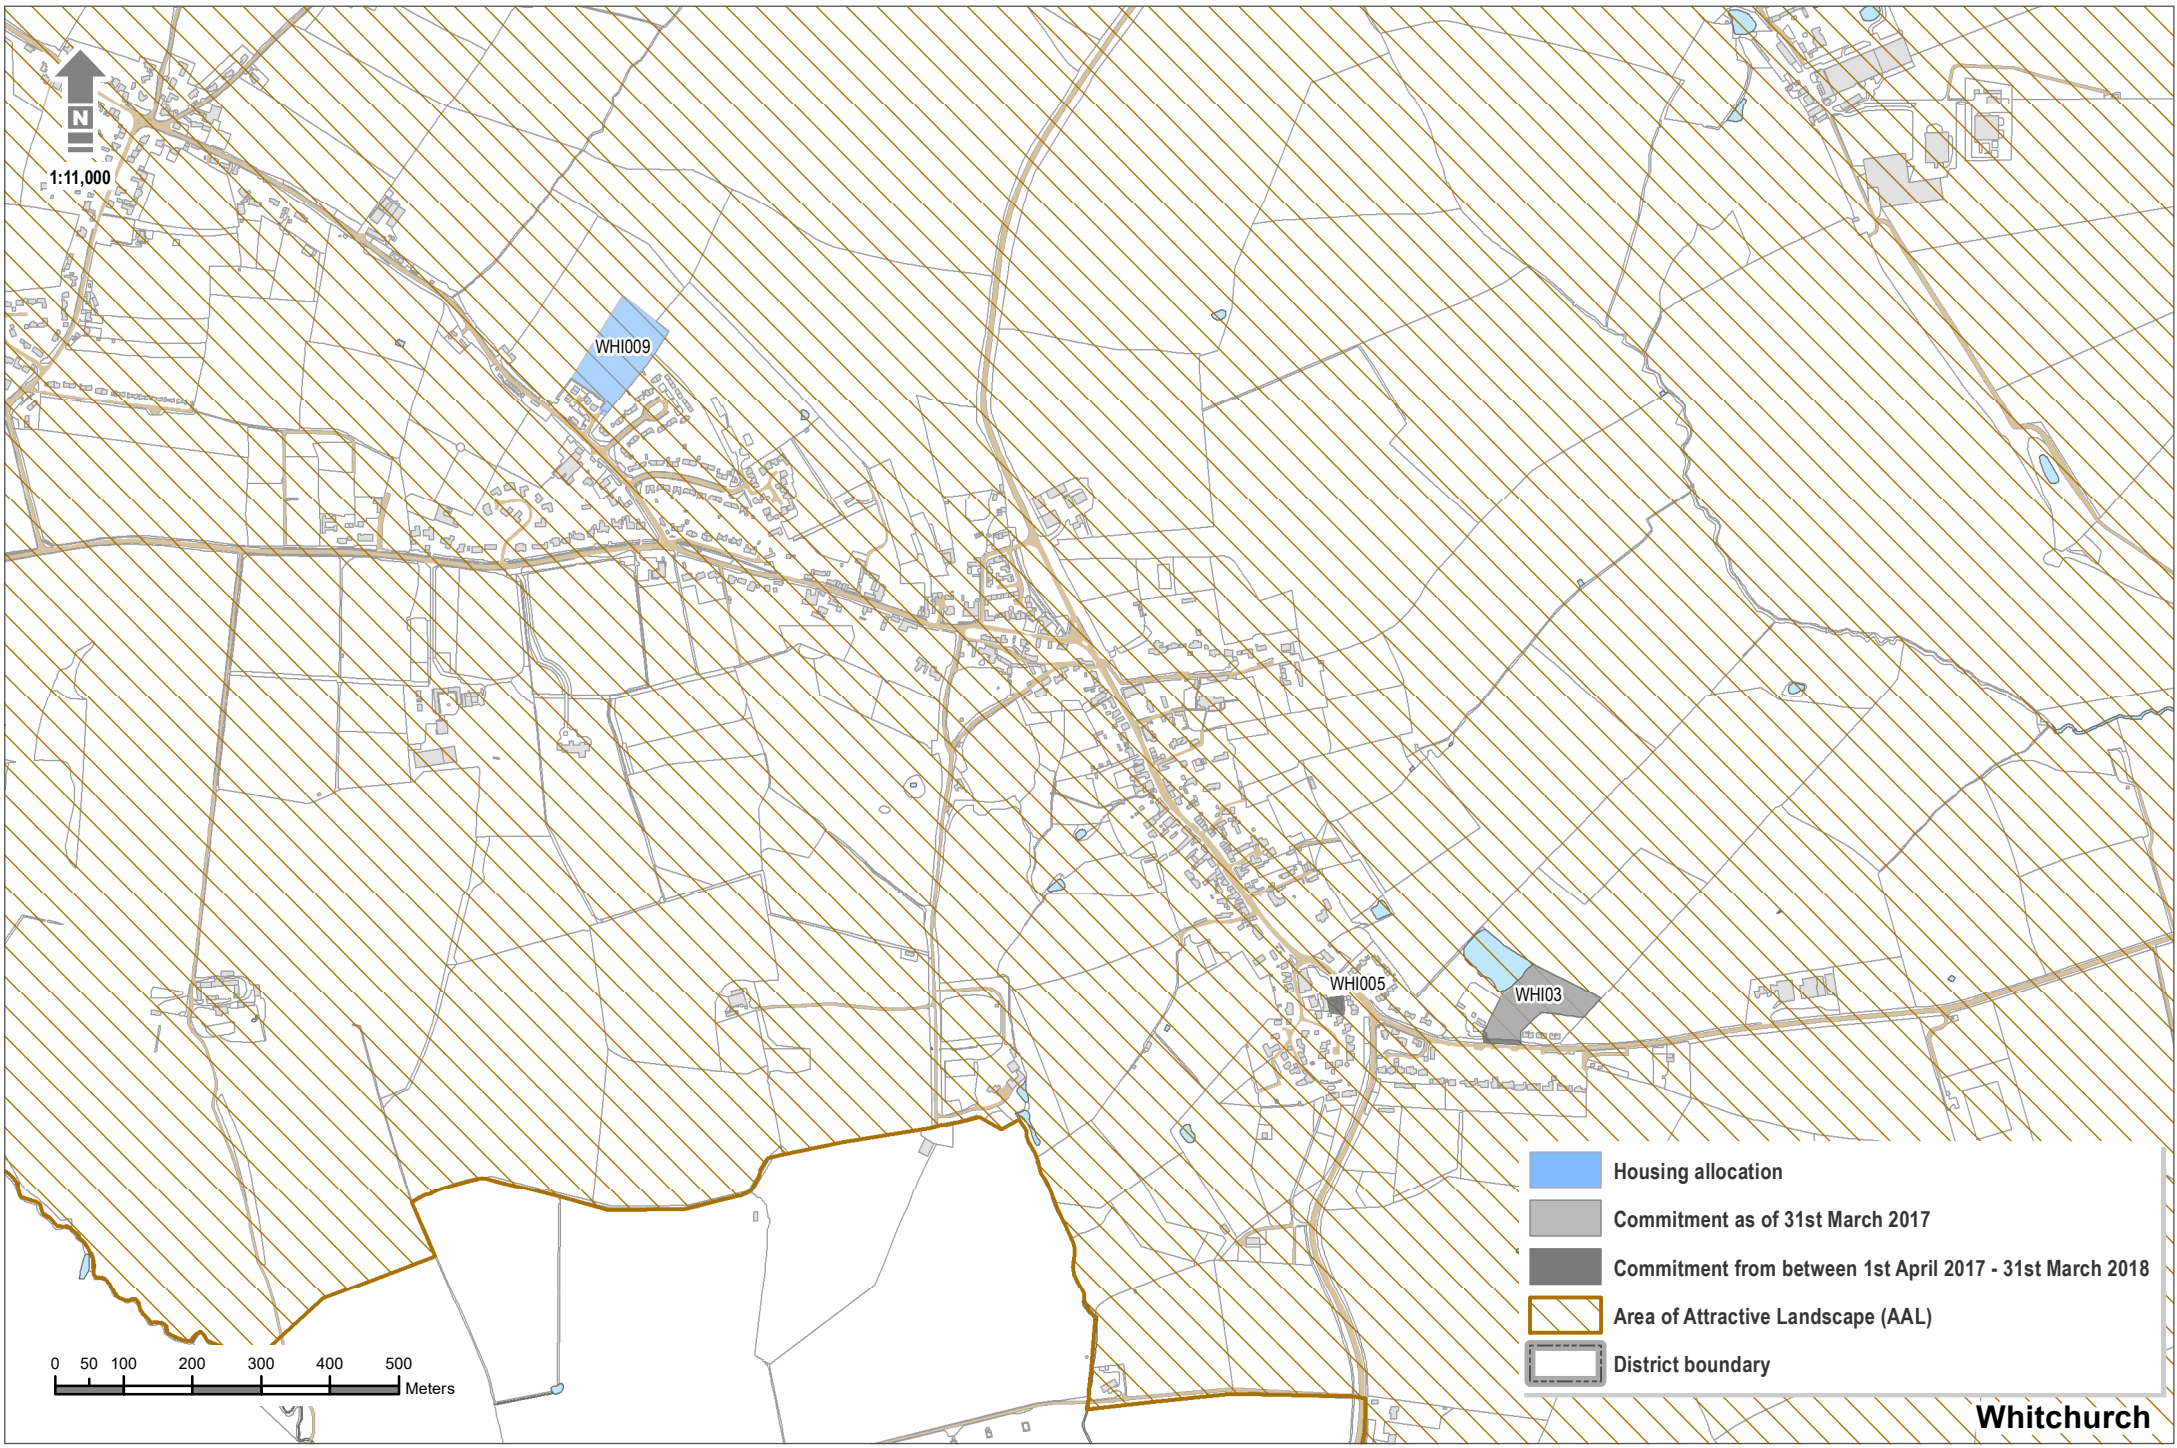 N
1:11,000
WHI009
WHI005
WHI03
Housing allocation
Commitment as of 31st March 2017
Commitment from between 1st April 2017 - 31st March 2018
Area of Attractive Landscape (AAL)
District boundary
0 50 100 200 300 400 500
Meters
Whitchurch